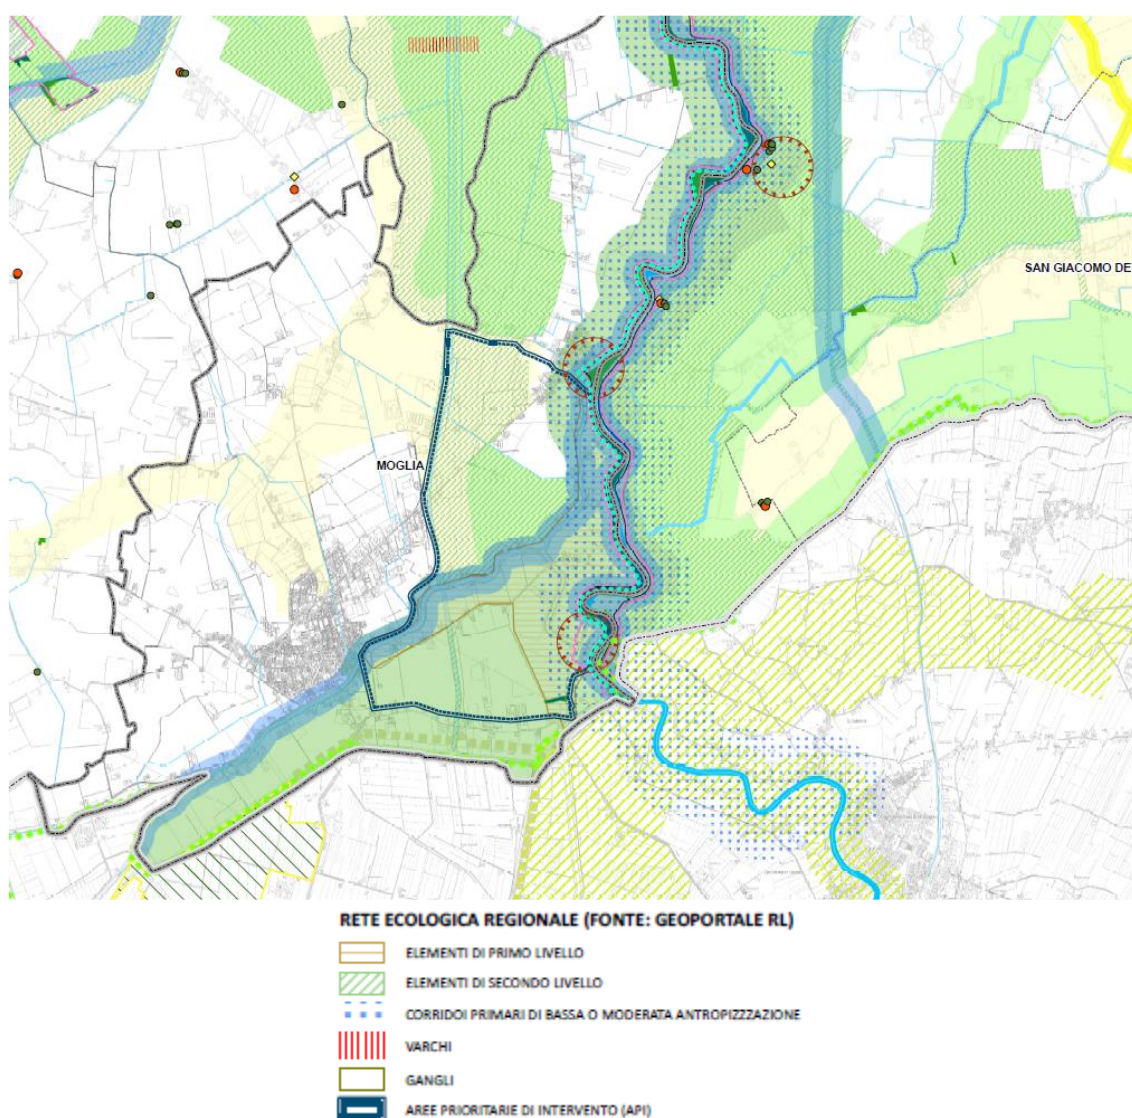 SAN GIACOMO DE
MOGLIA
RETE ECOLOGICA REGIONALE (FONTE: GEOPORTALE RL)
ELEMENTI DI PRIMO LIVELLO
ELEMENTI DI SECONDO LIVELLO
CORRIDOI PRIMARI DI BASSA O MODERATA ANTROPIZZZAZIONE
VARCHI
GANGLI
AREE PRIORITARIE DI INTERVENTO (API)